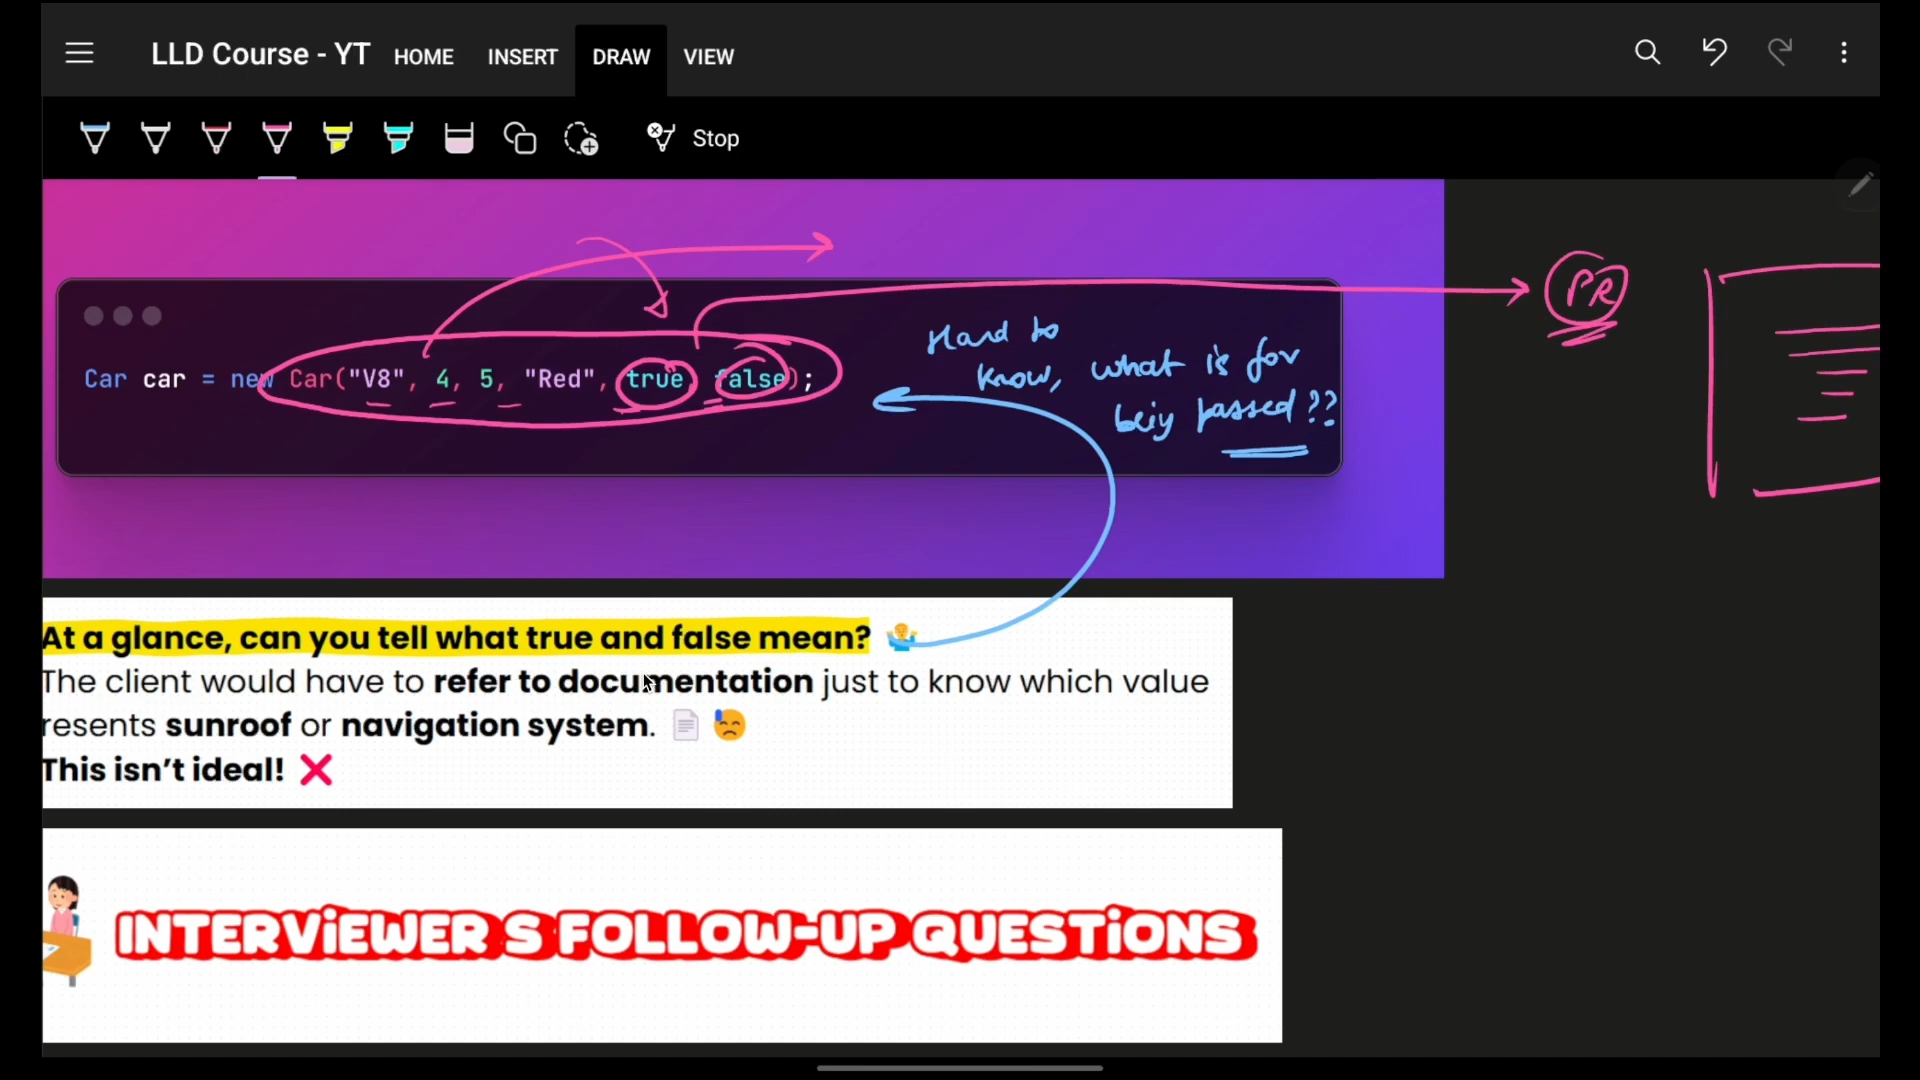 LLD Course - YT HOME INSERT DRAW VIEW
Stop
PR
Car car = new Car("V8", 4, 5, "Red", true, false);
Hard to
know, what is for
beiy passed??
At a glance, can you tell what true and false mean? 🤷
The client would have to refer to documentation just to know which value
resents sunroof or navigation system. 📄 😓
This isn't ideal! ❌
INTERVIEWER S FOLLOW-UP QUESTIONS